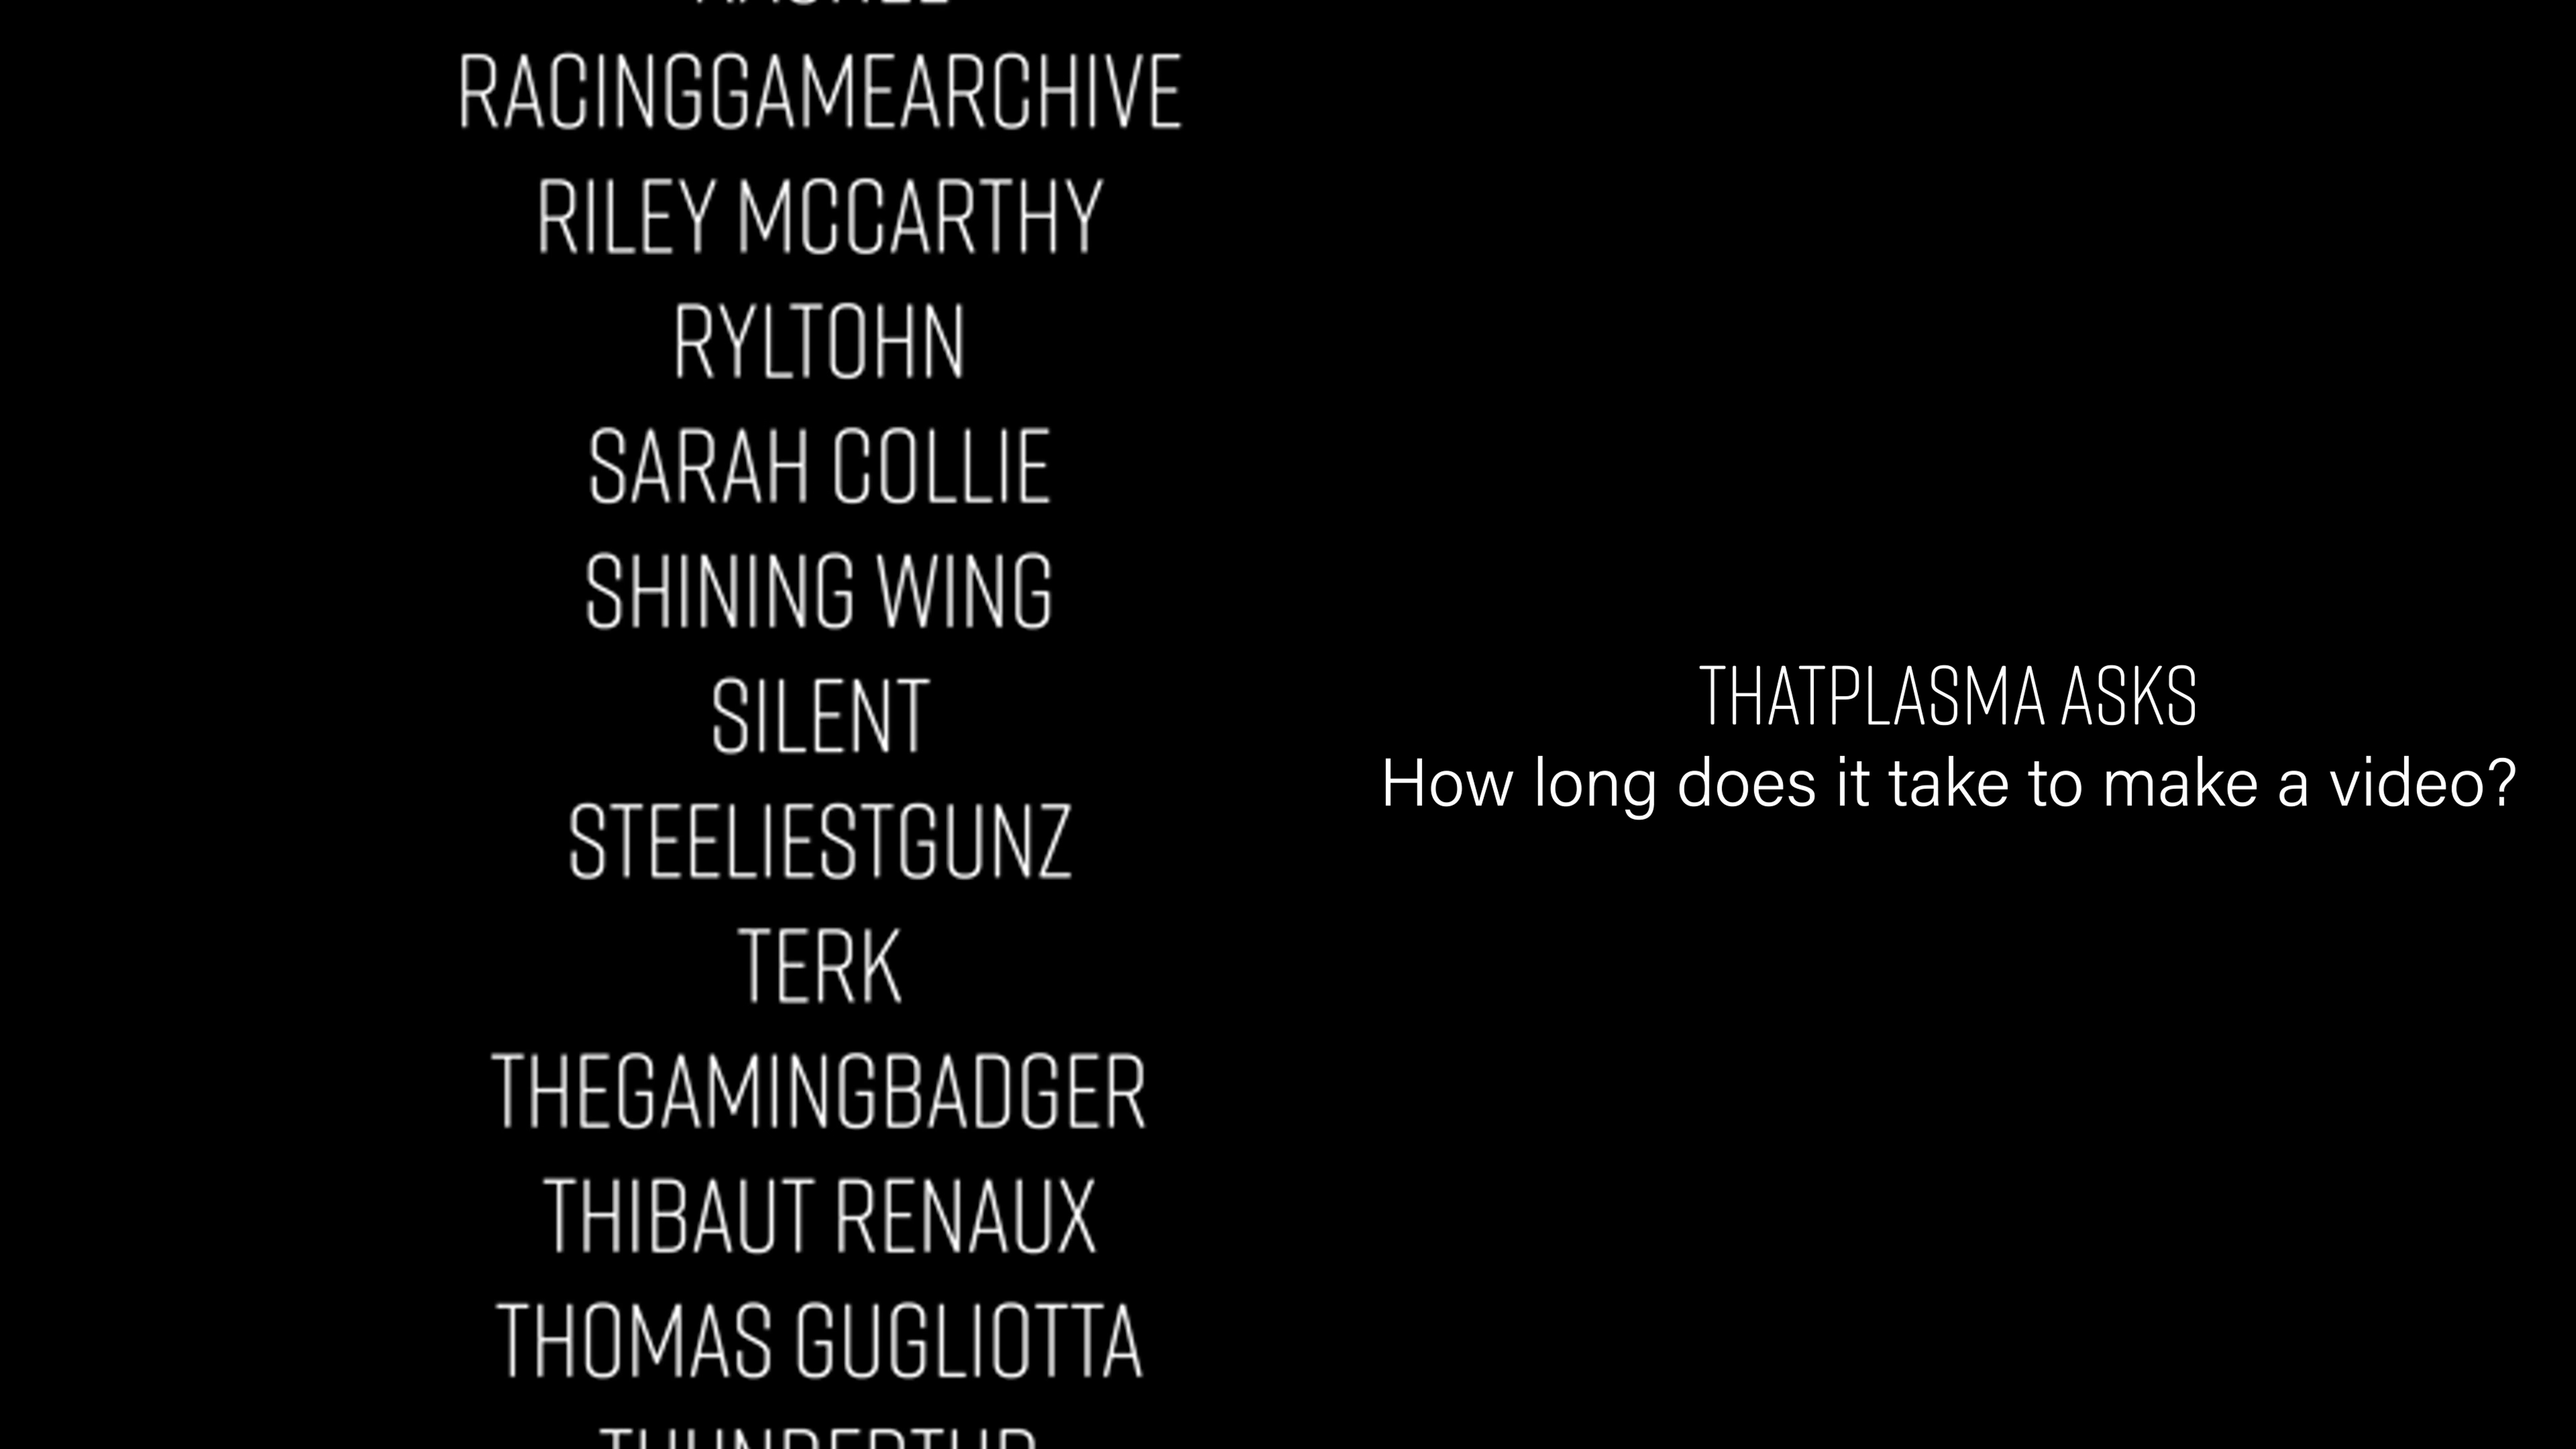 RACINGGAMEARCHIVE
RILEY MCCARTHY
RYLTOHN
SARAH COLLIE
SHINING WING
SILENT
STEELIESTGUNZ
TERK
THEGAMINGBADGER
THIBAUT RENAUX
THOMAS GUGLIOTTA
THATPLASMA ASKS
How long does it take to make a video?